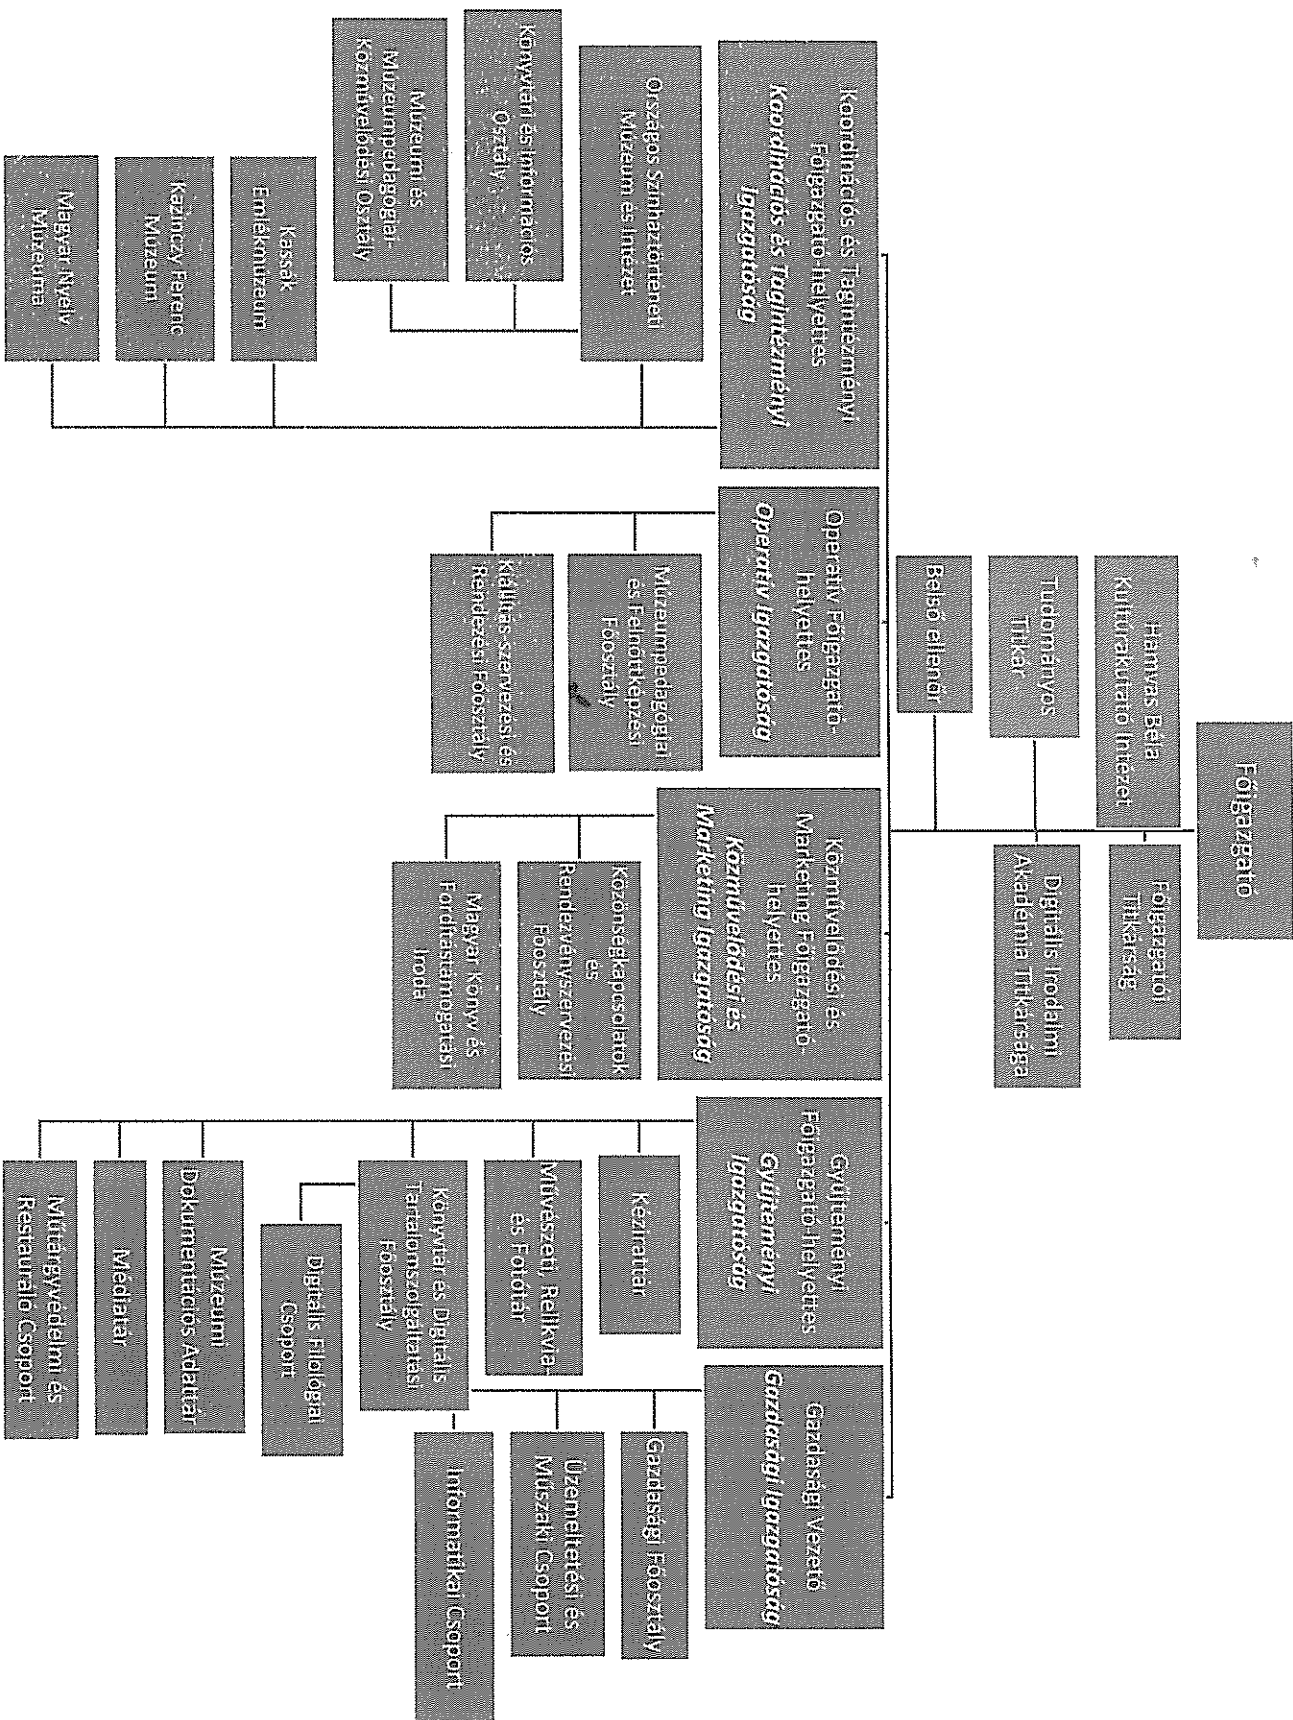 Főigazgató
Hamvas Béla
Kultúrakutató Intézet
Főigazgatói
Titkárság
Tudományos
Titkár
Digitális Irodalmi
Akadémia Titkársága
Belső ellenőr
Koordinációs és Tagintézményi
Főigazgató-helyettes
Koordinációs és Tagintézményi
Igazgatóság
Országos Színháztörténeti
Múzeum és Intézet
Könyvtári és Információs
Osztály
Múzeumi és
Múzeumpedagógiai-
Közművelődési Osztály
Kassák
Emlékmúzeum
Kazinczy Ferenc
Múzeum
Magyar Nyelv
Múzeuma
Operatív Főigazgató-
helyettes
Operatív Igazgatóság
Múzeumpedagógiai
és Felnőttképzési
Főosztály
Kiállítás-szervezési és
Rendezési Főosztály
Közművelődési és
Marketing Főigazgató-
helyettes
Közművelődési és
Marketing Igazgatóság
Közönségkapcsolatok
és
Rendezvényszervezési
Főosztály
Magyar Könyv és
Fordítástámogatási
Iroda
Gyűjteményi
Főigazgató-helyettes
Gyűjteményi
Igazgatóság
Kézirattár
Művészeti, Relikvia-
és Fotótár
Könyvtár és Digitális
Tartalomszolgáltatási
Főosztály
Digitális Filológiai
Csoport
Múzeumi
Dokumentációs Adattár
Médiatár
Műtárgyvédelmi és
Restauráló Csoport
Gazdasági Vezető
Gazdasági Igazgatóság
Gazdasági Főosztály
Üzemeltetési és
Műszaki Csoport
Informatikai Csoport